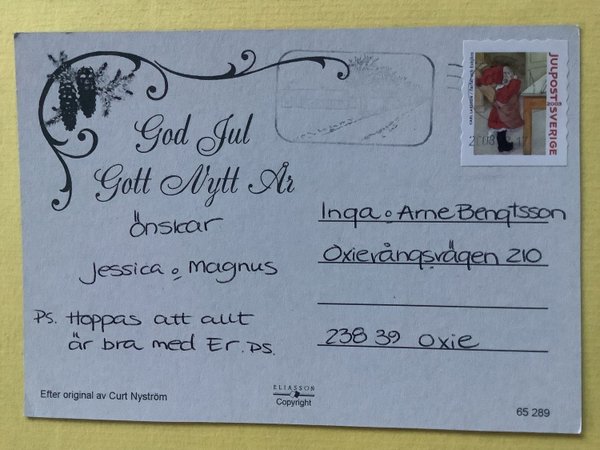 God Jul
Gott Nytt År
önskar
Jessica o Magnus
Ps. Hoppas att allt
är bra med Er. Ps.
Efter original av Curt Nyström
ELIASSON
Copyright
JULPOST SVERIGE
2008
Inga o Arne Bengtsson
Oxievångsvägen 210
238 39 Oxie
65 289